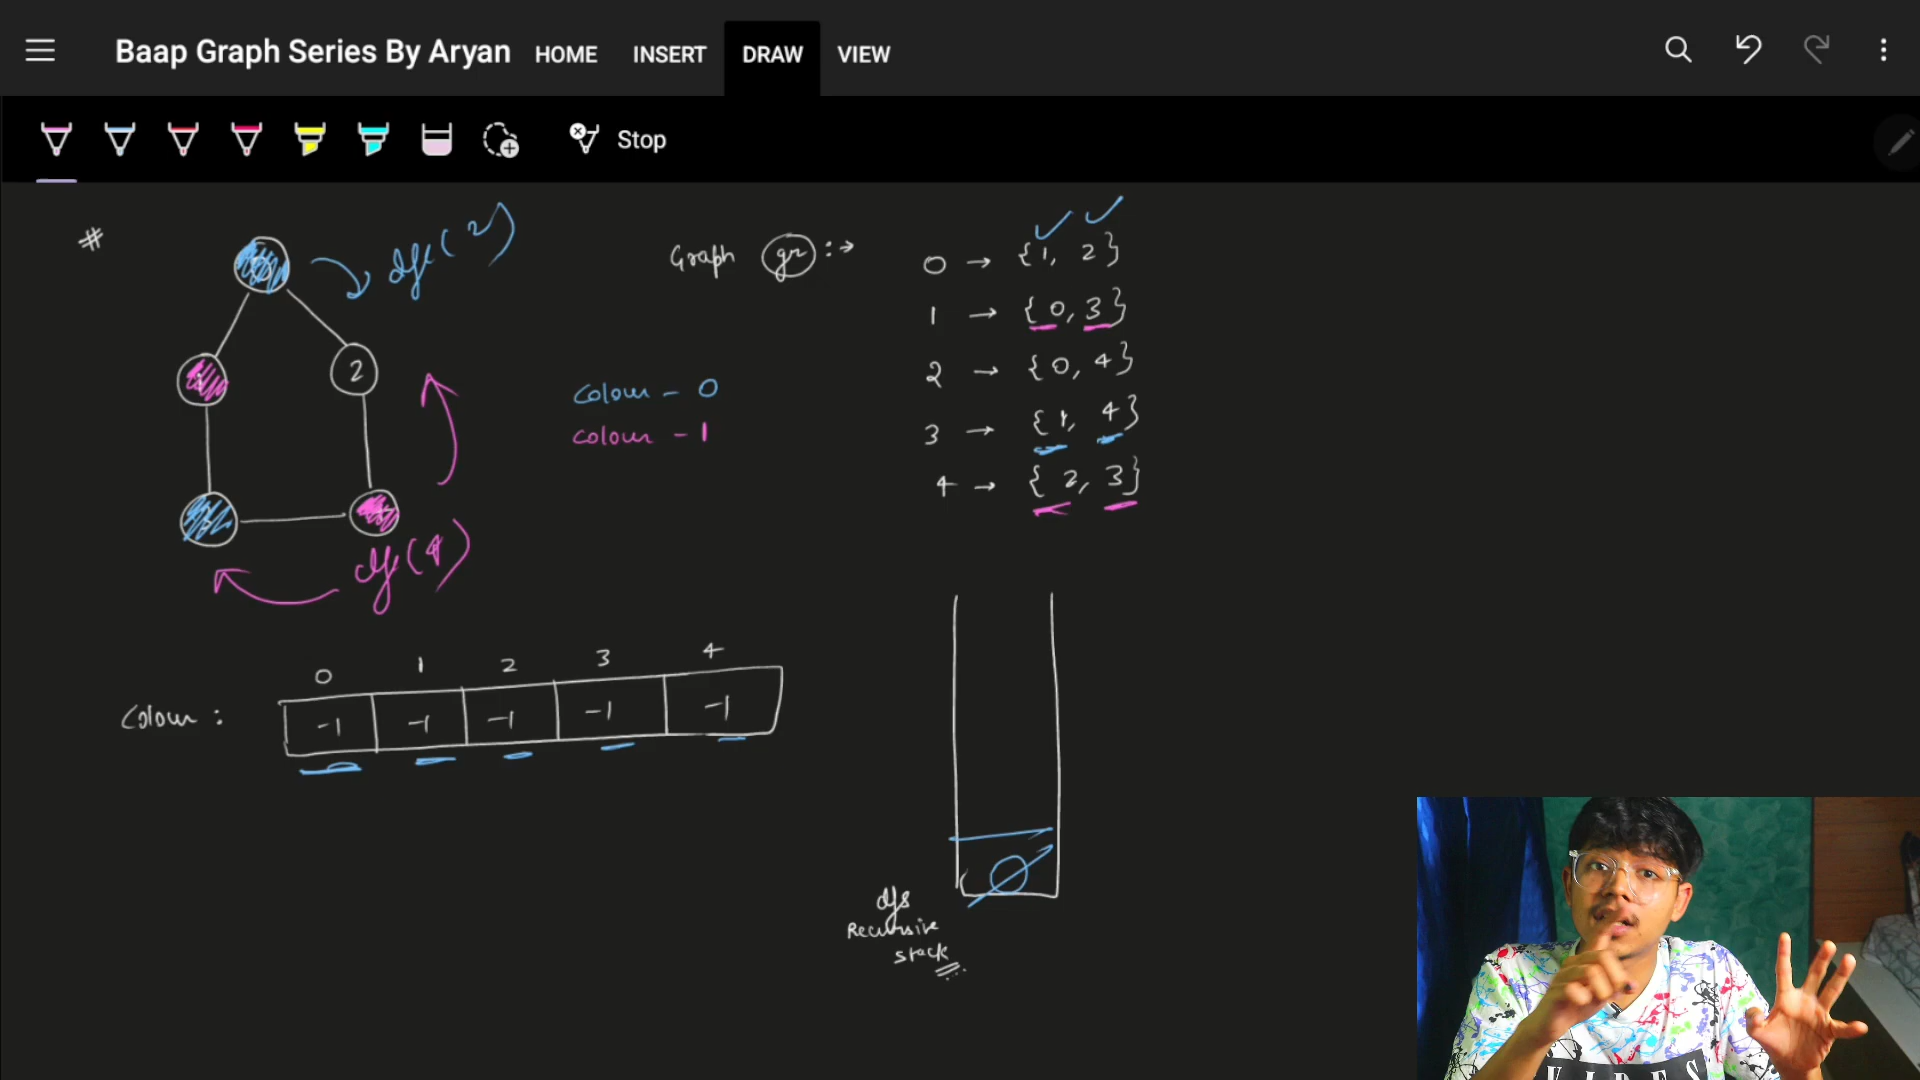 Baap Graph Series By Aryan HOME INSERT DRAW VIEW
Stop
#
dfs(2)
Graph gr :→
0 → {1, 2}
1 → {0, 3}
2
2 → {0, 4}
colour - 0
colour - 1
3 → {1, 4}
4 → {2, 3}
dfs(4)
0 1 2 3 4
Colour : -1 -1 -1 -1 -1
0
dfs
Recursive
stack
VIBES